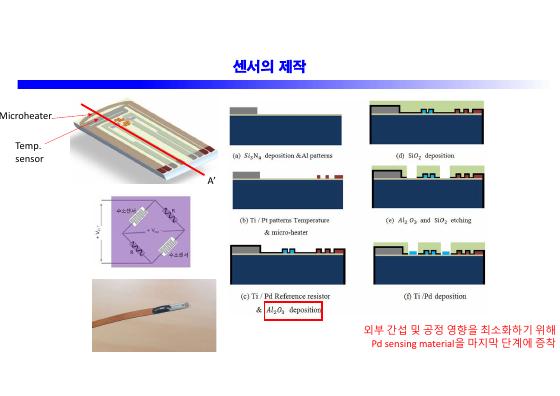 센서의 제작
Microheater
Temp.
sensor
A'
수소센서
R
+ V
R
수소센서
(a) Si₃N₄ deposition &Al patterns
(b) Ti / Pt patterns Temperature
& micro-heater
(c) Ti / Pd Reference resistor
& Al₂O₃ deposition
(d) SiO₂ deposition
(e) Al₂O₃ and SiO₂ etching
(f) Ti /Pd deposition
외부 간섭 및 공정 영향을 최소화하기 위해
Pd sensing material을 마지막 단계에 증착